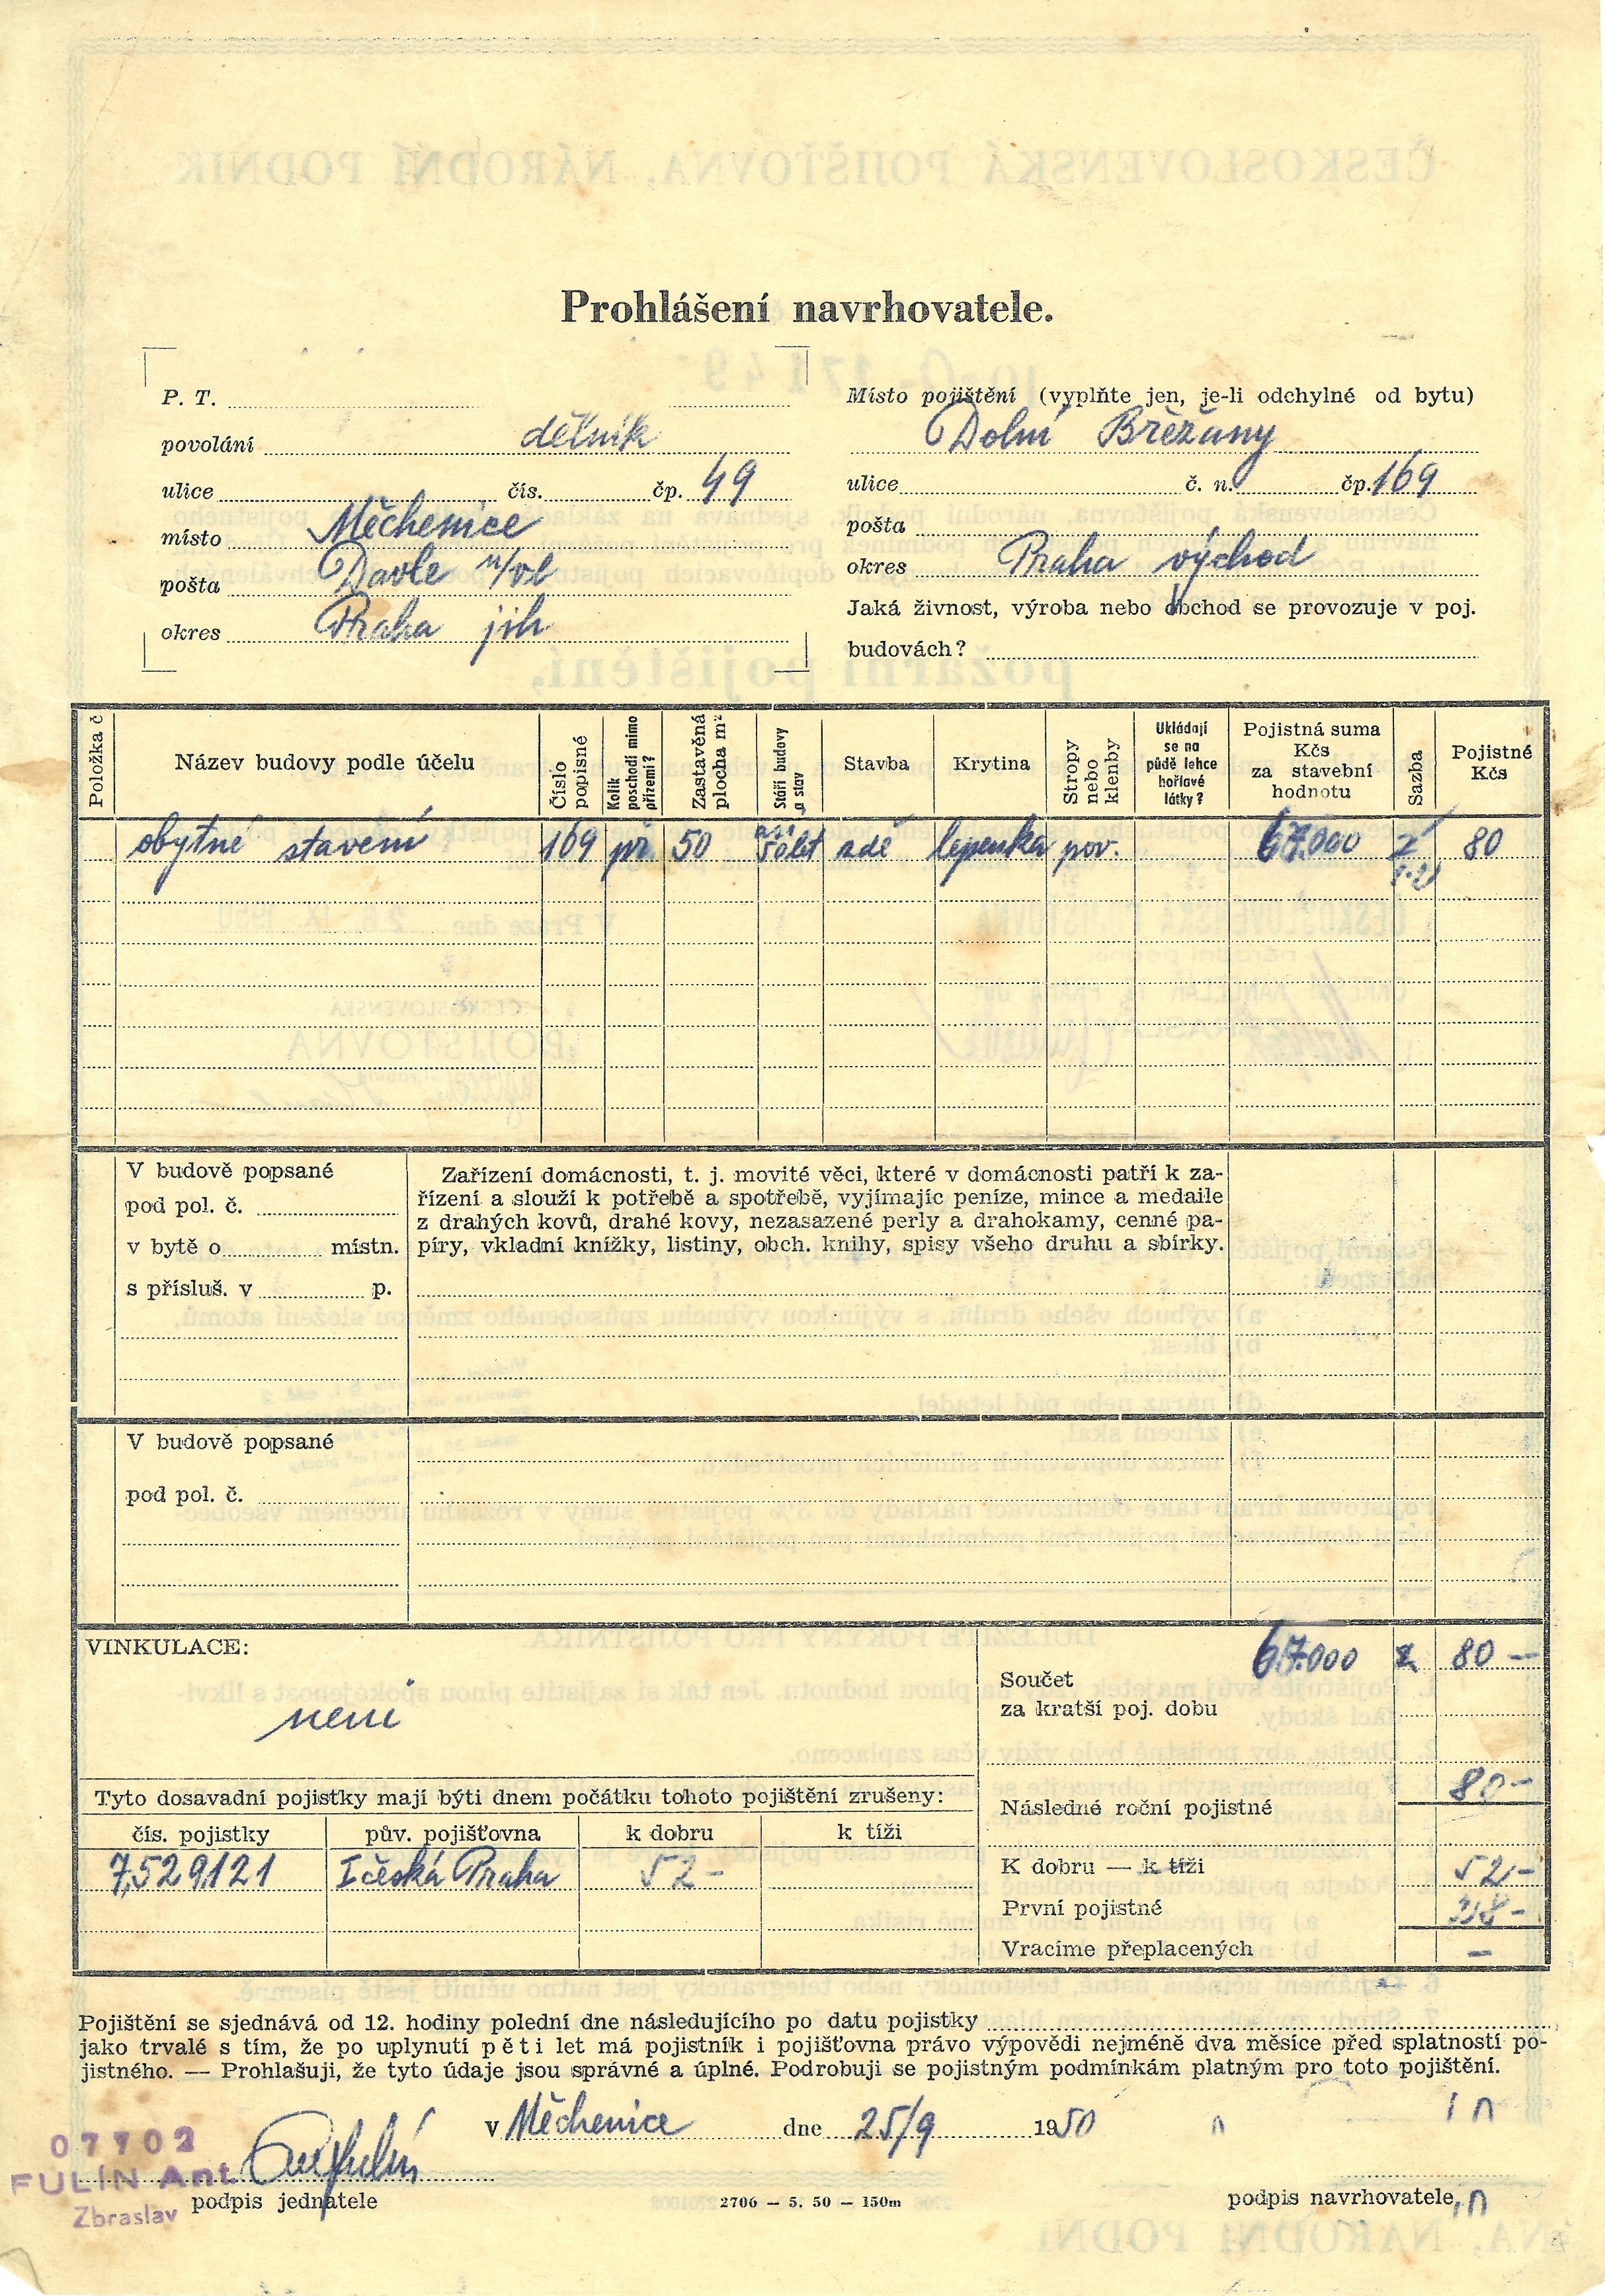 Prohlášení navrhovatele.
P. T.
povolání dělník
ulice čís. čp. 49
místo Měchenice
pošta Davle n/vl
okres Praha jih
Místo pojištění (vyplňte jen, je-li odchylné od bytu)
Dolní Břežany
ulice č. n. čp. 169
pošta
okres Praha východ
Jaká živnost, výroba nebo obchod se provozuje v poj.
budovách?
Položka č
Název budovy podle účelu
Číslo popisné
Kolik poschodí mimo přízemí?
Zastavěná plocha m²
Stáří budovy a stav
Stavba
Krytina
Stropy nebo klenby
Ukládají se na půdě lehce hořlavé látky?
Pojistná suma Kčs za stavební hodnotu
Sazba
Pojistné Kčs
obytné stavení 169 př. 50 lepenka pov. 67.000 80
V budově popsané
pod pol. č.
v bytě o místn.
s přísluš. v p.
Zařízení domácnosti, t. j. movité věci, které v domácnosti patří k za-
řízení a slouží k potřebě a spotřebě, vyjímajíc peníze, mince a medaile
z drahých kovů, drahé kovy, nezasazené perly a drahokamy, cenné pa-
píry, vkladní knížky, listiny, obch. knihy, spisy všeho druhu a sbírky.
V budově popsané
pod pol. č.
VINKULACE:
není
67.000 80 —
Součet
za kratší poj. dobu
80 -
Následné roční pojistné
K dobru — k tíži 52 -
První pojistné
Vracíme přeplacených —
Tyto dosavadní pojistky mají býti dnem počátku tohoto pojištění zrušeny:
čís. pojistky pův. pojišťovna k dobru k tíži
7,529.121 I česká Praha 52 -
Pojištění se sjednává od 12. hodiny polední dne následujícího po datu pojistky
jako trvalé s tím, že po uplynutí pěti let má pojistník i pojišťovna právo výpovědi nejméně dva měsíce před splatností po-
jistného. — Prohlašuji, že tyto údaje jsou správné a úplné. Podrobuji se pojistným podmínkám platným pro toto pojištění.
v Měchenice dne 25/9 1950
07702
FULÍN Ant.
Zbraslav
podpis jednatele
2706 — 5. 50 — 150m
podpis navrhovatele